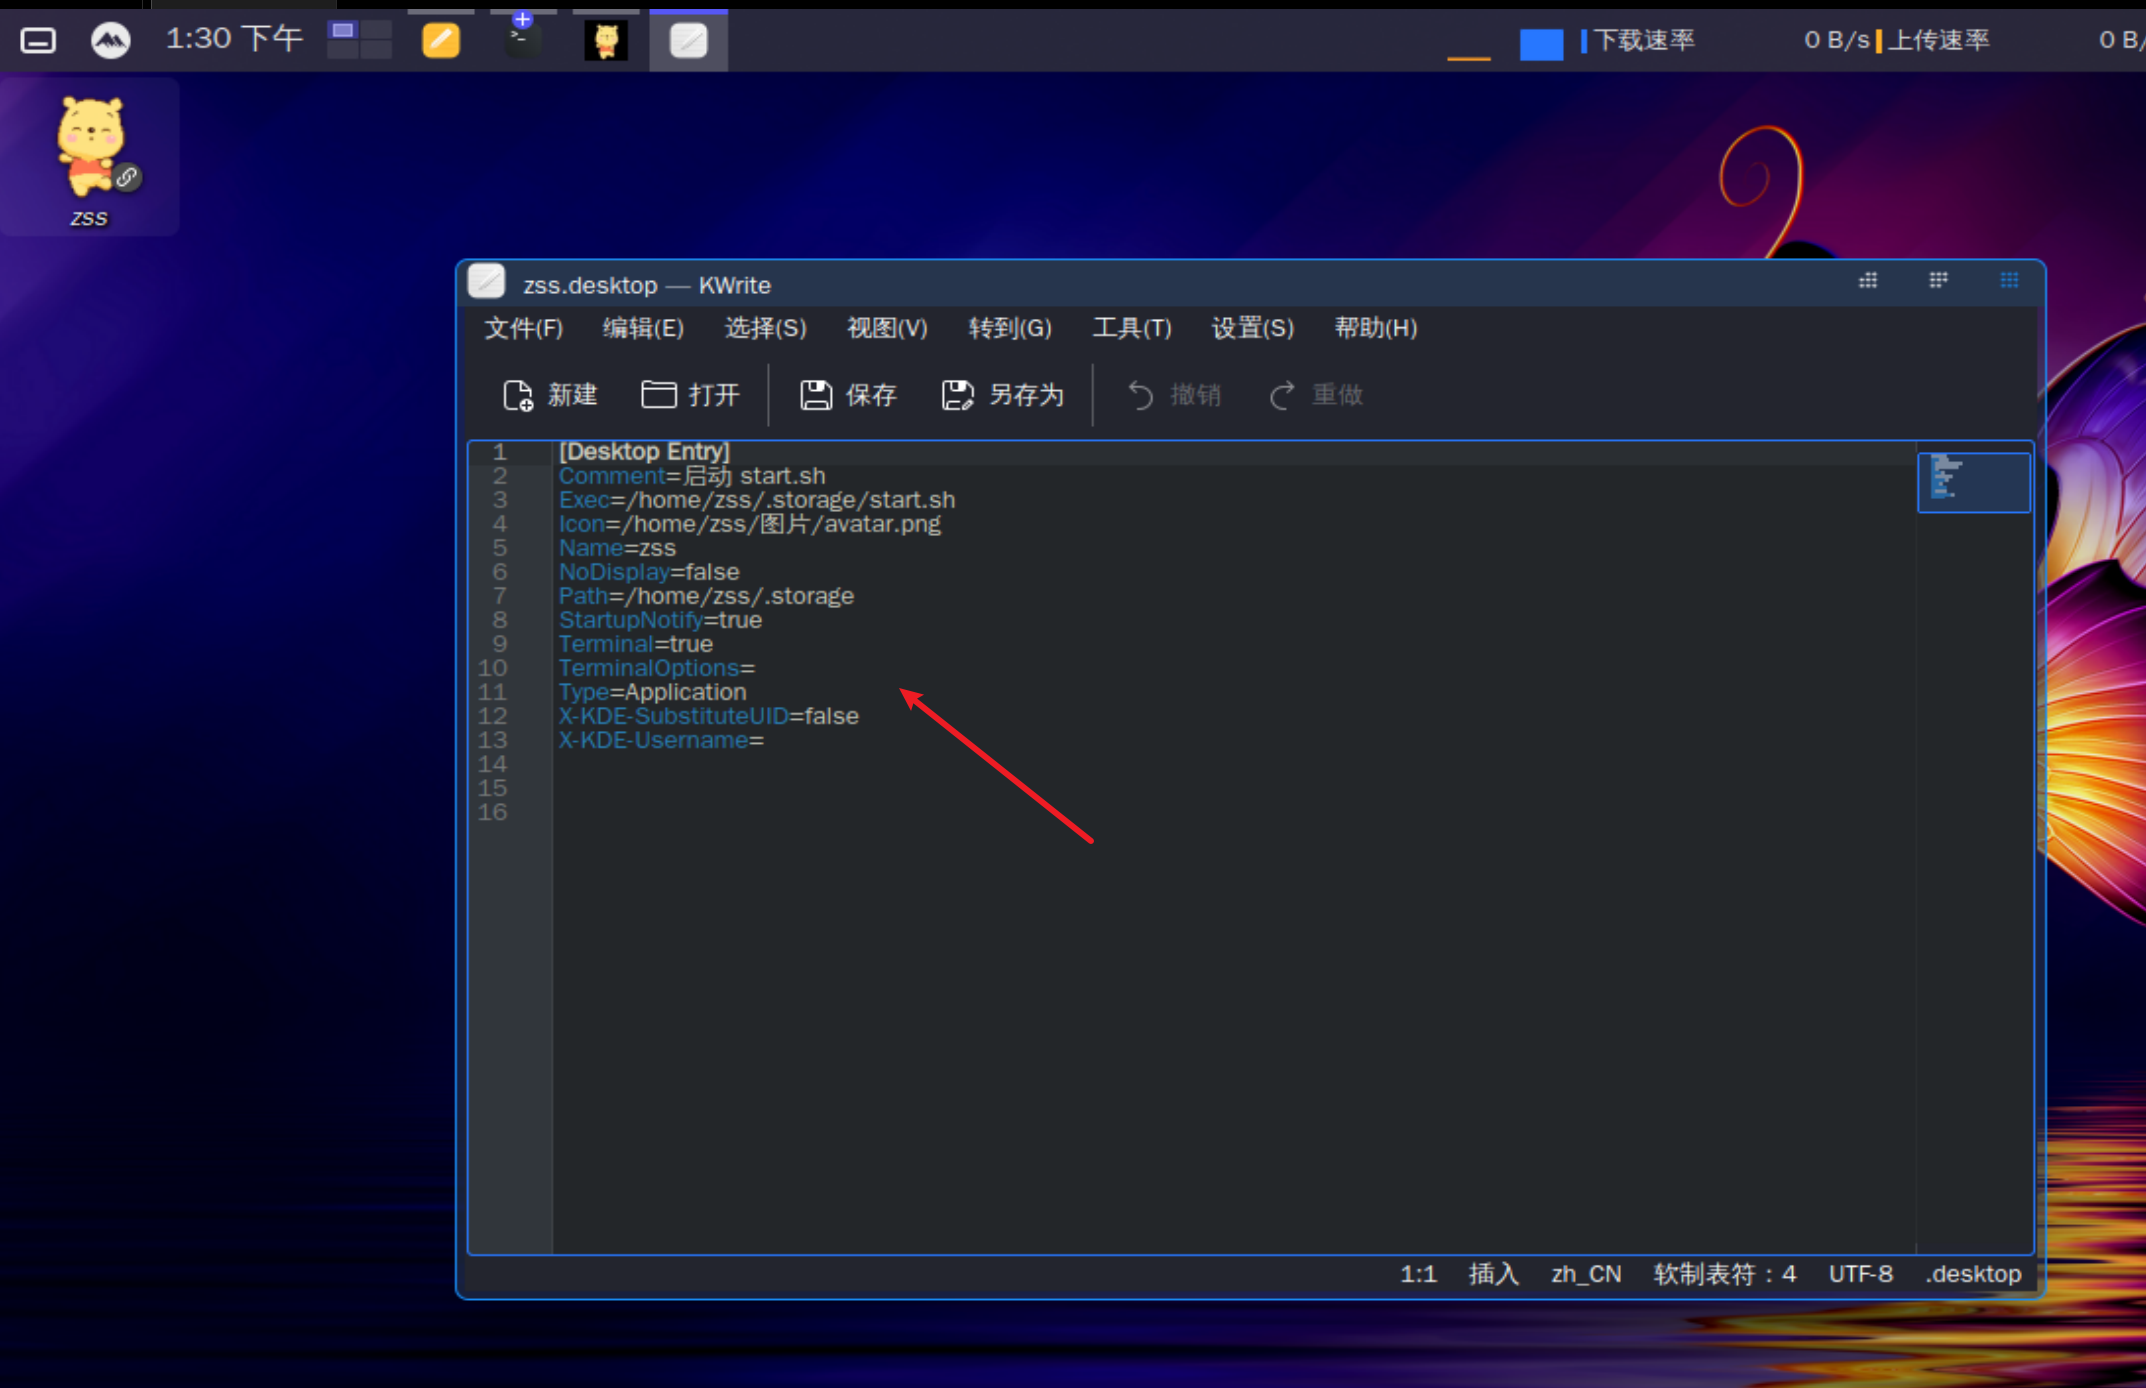 1:30 下午
下载速率 0 B/s 上传速率 0 B/
zss
zss.desktop — KWrite
文件(F) 编辑(E) 选择(S) 视图(V) 转到(G) 工具(T) 设置(S) 帮助(H)
新建 打开 保存 另存为 撤销 重做
1 [Desktop Entry]
2 Comment=启动 start.sh
3 Exec=/home/zss/.storage/start.sh
4 Icon=/home/zss/图片/avatar.png
5 Name=zss
6 NoDisplay=false
7 Path=/home/zss/.storage
8 StartupNotify=true
9 Terminal=true
10 TerminalOptions=
11 Type=Application
12 X-KDE-SubstituteUID=false
13 X-KDE-Username=
14
15
16
1:1 插入 zh_CN 软制表符：4 UTF-8 .desktop